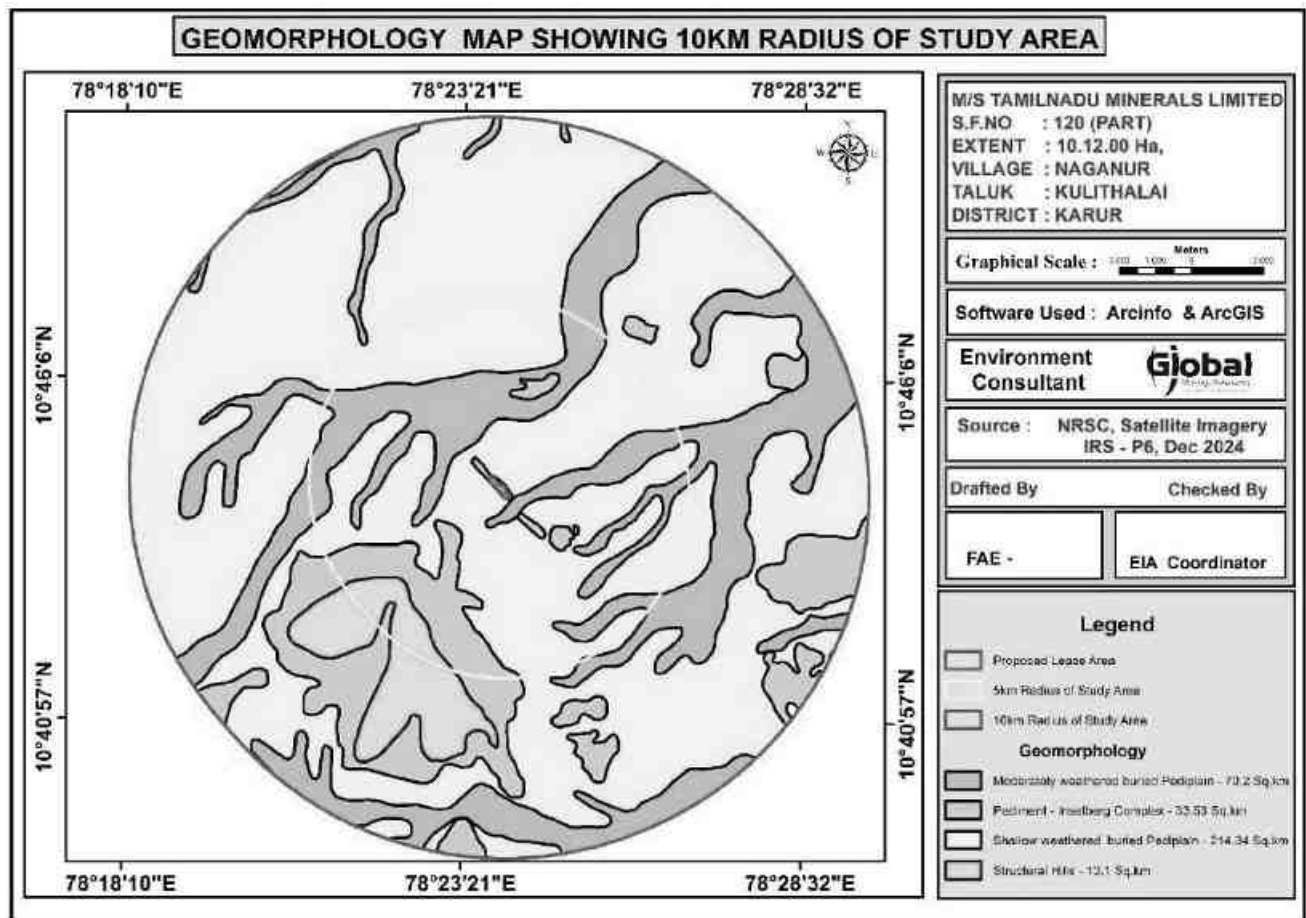 GEOMORPHOLOGY MAP SHOWING 10KM RADIUS OF STUDY AREA
78°18'10"E 78°23'21"E 78°28'32"E
N
W E
S
10°46'6"N 10°46'6"N
10°40'57"N 10°40'57"N
78°18'10"E 78°23'21"E 78°28'32"E
M/S TAMILNADU MINERALS LIMITED
S.F.NO : 120 (PART)
EXTENT : 10.12.00 Ha,
VILLAGE : NAGANUR
TALUK : KULITHALAI
DISTRICT : KARUR
Meters
Graphical Scale : 1,000 0 2,000
Software Used : Arcinfo & ArcGIS
Environment
Consultant
Global
Source : NRSC, Satellite Imagery
IRS - P6, Dec 2024
Drafted By Checked By
FAE - EIA Coordinator
Legend
Proposed Lease Area
5km Radius of Study Area
10km Radius of Study Area
Geomorphology
Moderately weathered buried Pediplain - 70.2 Sq.km
Pediment - Inselberg Complex - 33.53 Sq.km
Shallow weathered buried Pediplain - 214.34 Sq.km
Structural Hills - 13.1 Sq.km